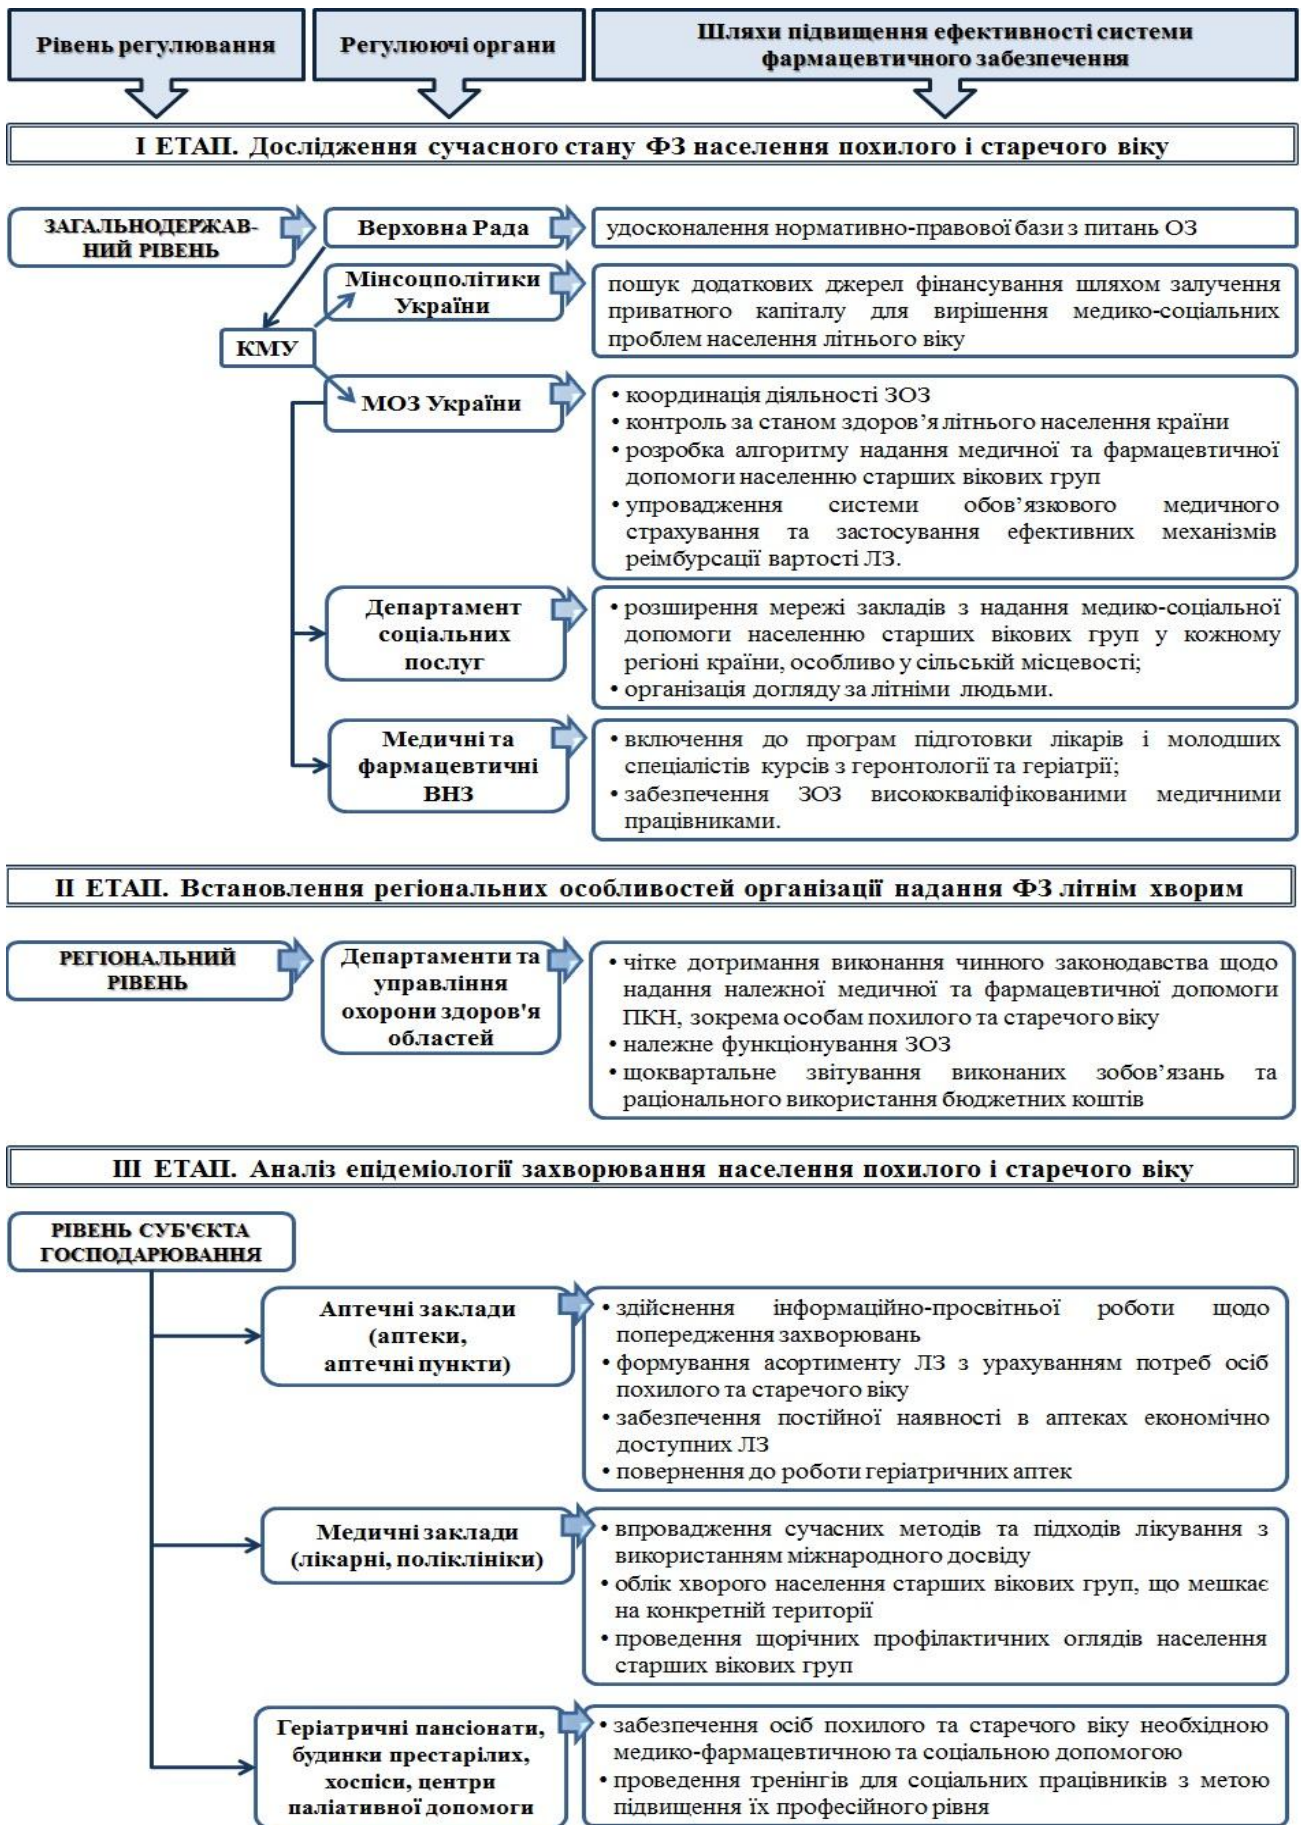 Рівень регулювання
Регулюючі органи
Шляхи підвищення ефективності системи
фармацевтичного забезпечення
І ЕТАП. Дослідження сучасного стану ФЗ населення похилого і старечого віку
ЗАГАЛЬНОДЕРЖАВ-
НИЙ РІВЕНЬ
Верховна Рада
удосконалення нормативно-правової бази з питань ОЗ
Мінсоцполітики
України
пошук додаткових джерел фінансування шляхом залучення
приватного капіталу для вирішення медико-соціальних
проблем населення літнього віку
КМУ
МОЗ України
• координація діяльності ЗОЗ
• контроль за станом здоров’я літнього населення країни
• розробка алгоритму надання медичної та фармацевтичної
допомоги населенню старших вікових груп
• упровадження системи обов’язкового медичного
страхування та застосування ефективних механізмів
реімбурсації вартості ЛЗ.
Департамент
соціальних
послуг
• розширення мережі закладів з надання медико-соціальної
допомоги населенню старших вікових груп у кожному
регіоні країни, особливо у сільській місцевості;
• організація догляду за літніми людьми.
Медичні та
фармацевтичні
ВНЗ
• включення до програм підготовки лікарів і молодших
спеціалістів курсів з геронтології та геріатрії;
• забезпечення ЗОЗ висококваліфікованими медичними
працівниками.
ІІ ЕТАП. Встановлення регіональних особливостей організації надання ФЗ літнім хворим
РЕГІОНАЛЬНИЙ
РІВЕНЬ
Департаменти та
управління
охорони здоров'я
областей
• чітке дотримання виконання чинного законодавства щодо
надання належної медичної та фармацевтичної допомоги
ПКН, зокрема особам похилого та старечого віку
• належне функціонування ЗОЗ
• щоквартальне звітування виконаних зобов’язань та
раціонального використання бюджетних коштів
ІІІ ЕТАП. Аналіз епідеміології захворювання населення похилого і старечого віку
РІВЕНЬ СУБ'ЄКТА
ГОСПОДАРЮВАННЯ
Аптечні заклади
(аптеки,
аптечні пункти)
• здійснення інформаційно-просвітньої роботи щодо
попередження захворювань
• формування асортименту ЛЗ з урахуванням потреб осіб
похилого та старечого віку
• забезпечення постійної наявності в аптеках економічно
доступних ЛЗ
• повернення до роботи геріатричних аптек
Медичні заклади
(лікарні, поліклініки)
• впровадження сучасних методів та підходів лікування з
використанням міжнародного досвіду
• облік хворого населення старших вікових груп, що мешкає
на конкретній території
• проведення щорічних профілактичних оглядів населення
старших вікових груп
Геріатричні пансіонати,
будинки престарілих,
хоспіси, центри
паліативної допомоги
• забезпечення осіб похилого та старечого віку необхідною
медико-фармацевтичною та соціальною допомогою
• проведення тренінгів для соціальних працівників з метою
підвищення їх професійного рівня